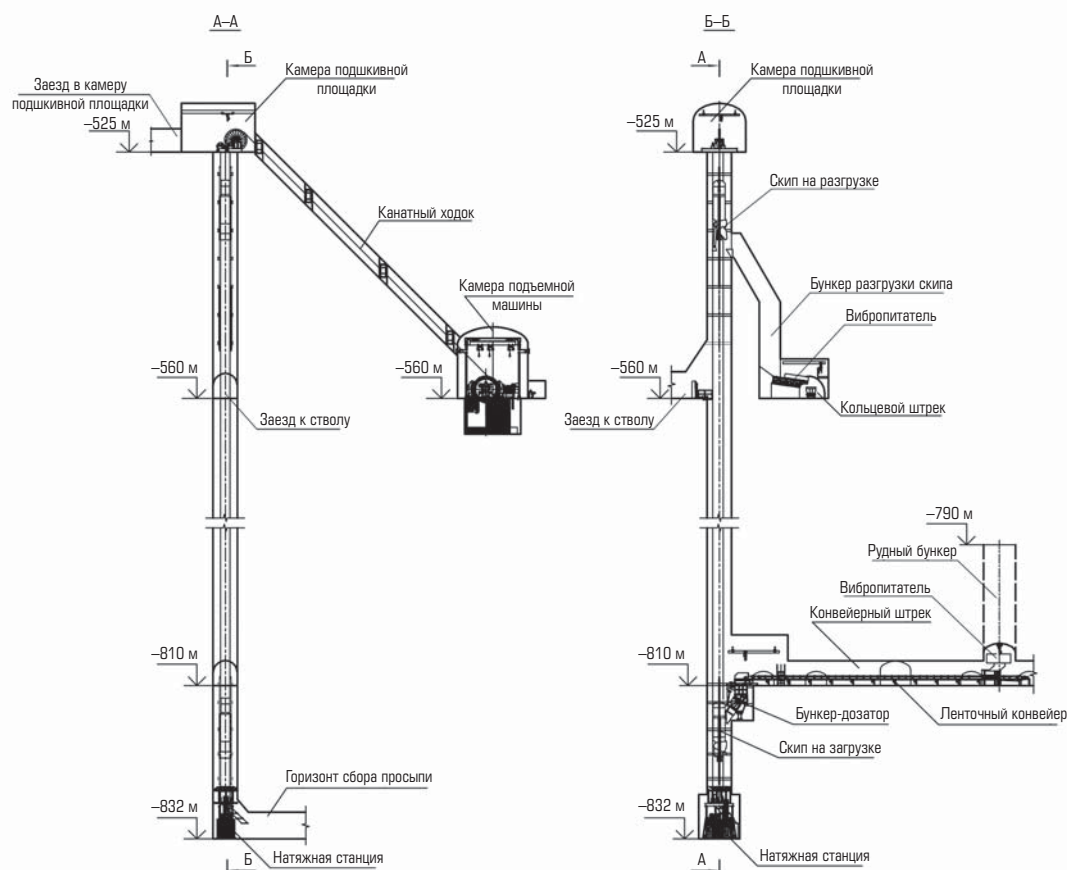 А–А
Б
Заезд в камеру
подшкивной площадки
Камера подшкивной
площадки
–525 м
Канатный ходок
Камера подъемной
машины
–560 м
–560 м
Заезд к стволу
–810 м
Горизонт сбора просыпи
–832 м
Натяжная станция
Б
Б–Б
А
Камера подшкивной
площадки
–525 м
Скип на разгрузке
Бункер разгрузки скипа
Вибропитатель
–560 м
Заезд к стволу
Кольцевой штрек
–790 м
Рудный бункер
Вибропитатель
Конвейерный штрек
–810 м
Бункер-дозатор
Ленточный конвейер
Скип на загрузке
–832 м
Натяжная станция
А